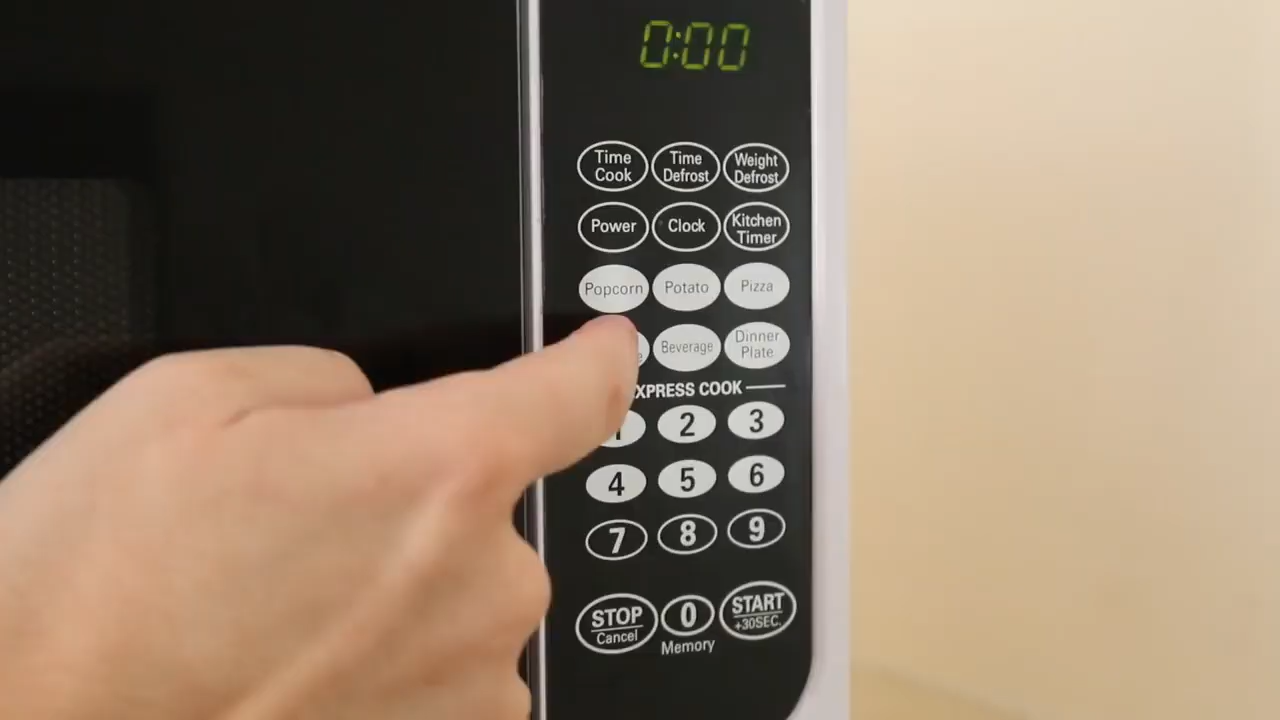 0:00
Time Cook
Time Defrost
Weight Defrost
Power
Clock
Kitchen Timer
Popcorn
Potato
Pizza
Beverage
Dinner Plate
XPRESS COOK
1
2
3
4
5
6
7
8
9
STOP
Cancel
0
Memory
START
+30SEC.